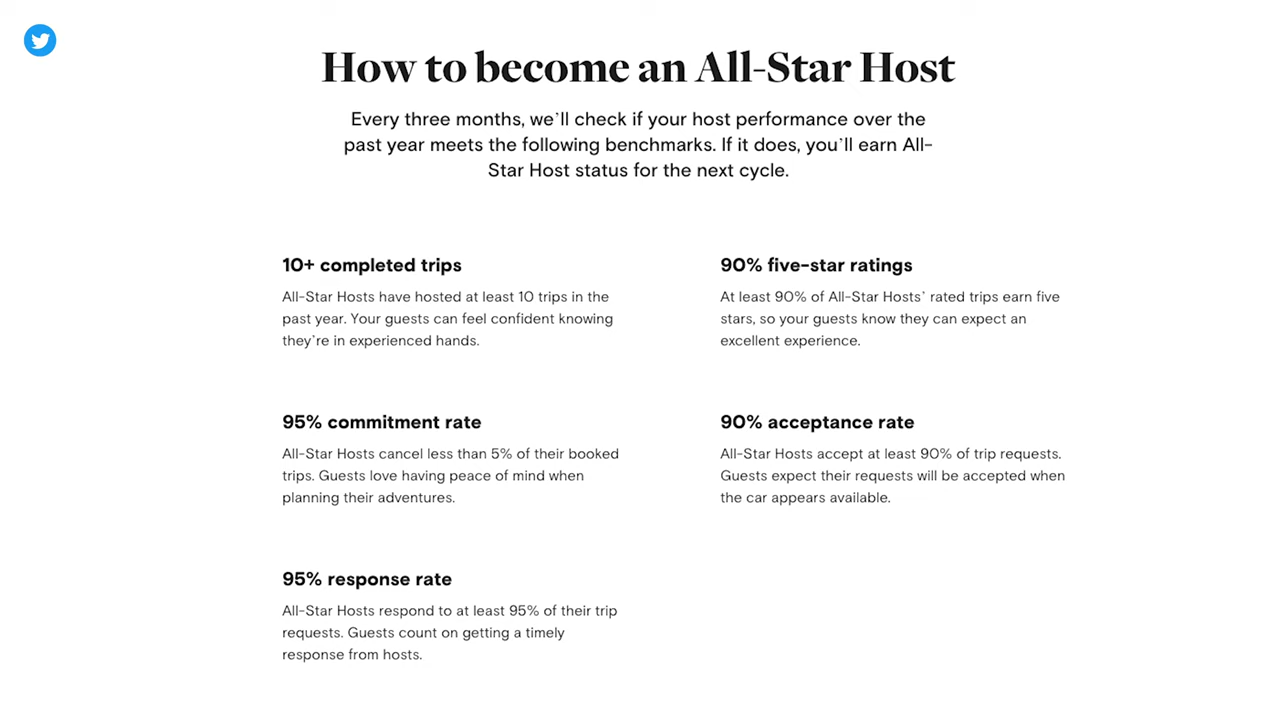 How to become an All-Star Host
Every three months, we'll check if your host performance over the
past year meets the following benchmarks. If it does, you'll earn All-
Star Host status for the next cycle.
10+ completed trips
All-Star Hosts have hosted at least 10 trips in the
past year. Your guests can feel confident knowing
they're in experienced hands.
90% five-star ratings
At least 90% of All-Star Hosts' rated trips earn five
stars, so your guests know they can expect an
excellent experience.
95% commitment rate
All-Star Hosts cancel less than 5% of their booked
trips. Guests love having peace of mind when
planning their adventures.
90% acceptance rate
All-Star Hosts accept at least 90% of trip requests.
Guests expect their requests will be accepted when
the car appears available.
95% response rate
All-Star Hosts respond to at least 95% of their trip
requests. Guests count on getting a timely
response from hosts.